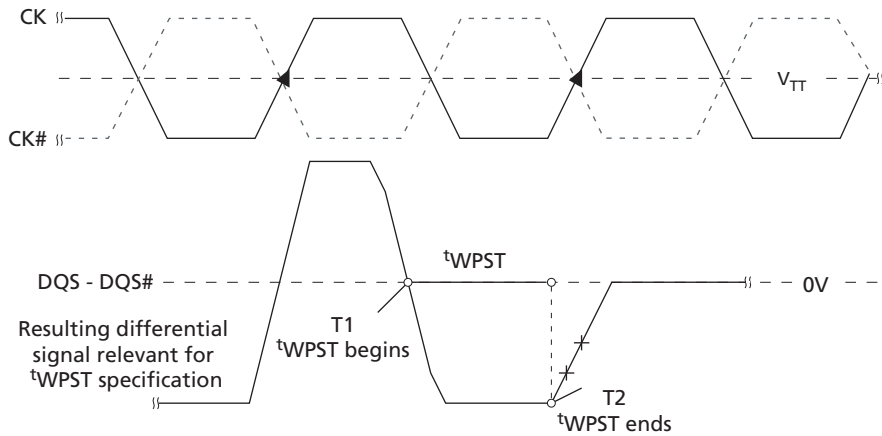 CK
V_TT
CK#
tWPST
DQS - DQS#
0V
Resulting differential
signal relevant for
tWPST specification
T1
tWPST begins
T2
tWPST ends